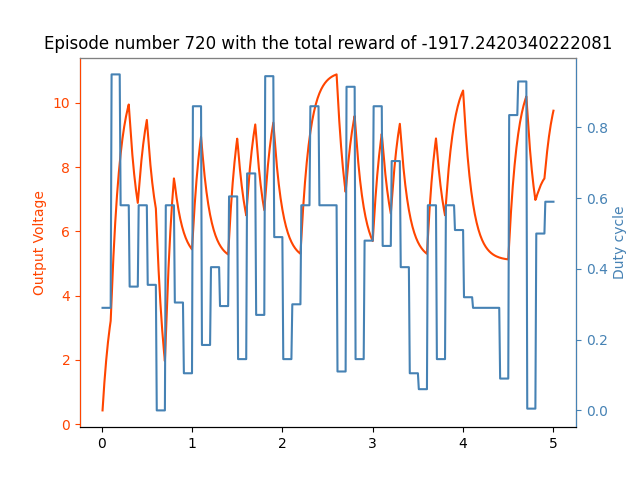 Episode number 720 with the total reward of -1917.2420340222081
10
8
6
4
2
0
Output Voltage
0.8
0.6
0.4
0.2
0.0
Duty cycle
0 1 2 3 4 5